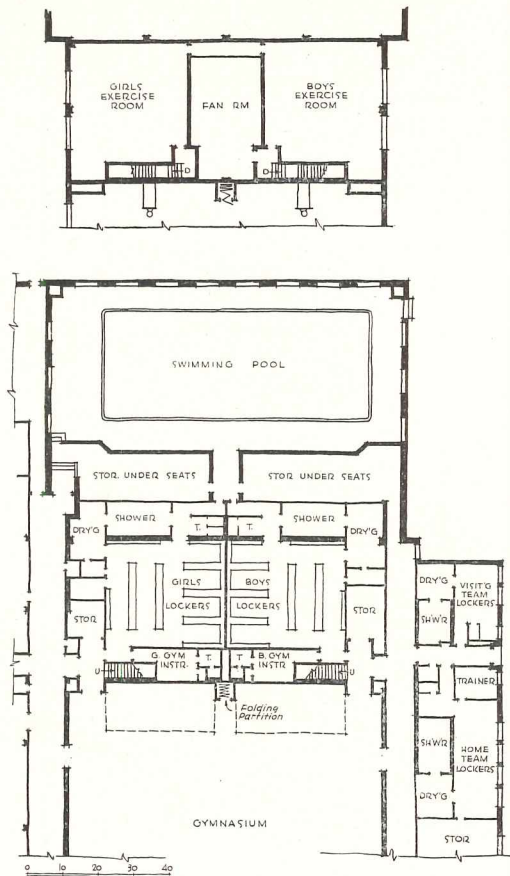 GIRLS
EXERCISE
ROOM
FAN RM
BOYS
EXERCISE
ROOM
D
D
SWIMMING POOL
STOR. UNDER SEATS
STOR UNDER SEATS
SHOWER
T.
T.
SHOWER
DRY'G
DRY'G
GIRLS
LOCKERS
BOYS
LOCKERS
STOR
STOR
G. GYM
INSTR.
T.
T.
B. GYM
INSTR.
U
U
Folding
Partition
DRY'G
VISIT'G
TEAM
LOCKERS
SHWR
TRAINER
SHWR
HOME
TEAM
LOCKERS
DRY'G
STOR
GYMNASIUM
0 10 20 30 40